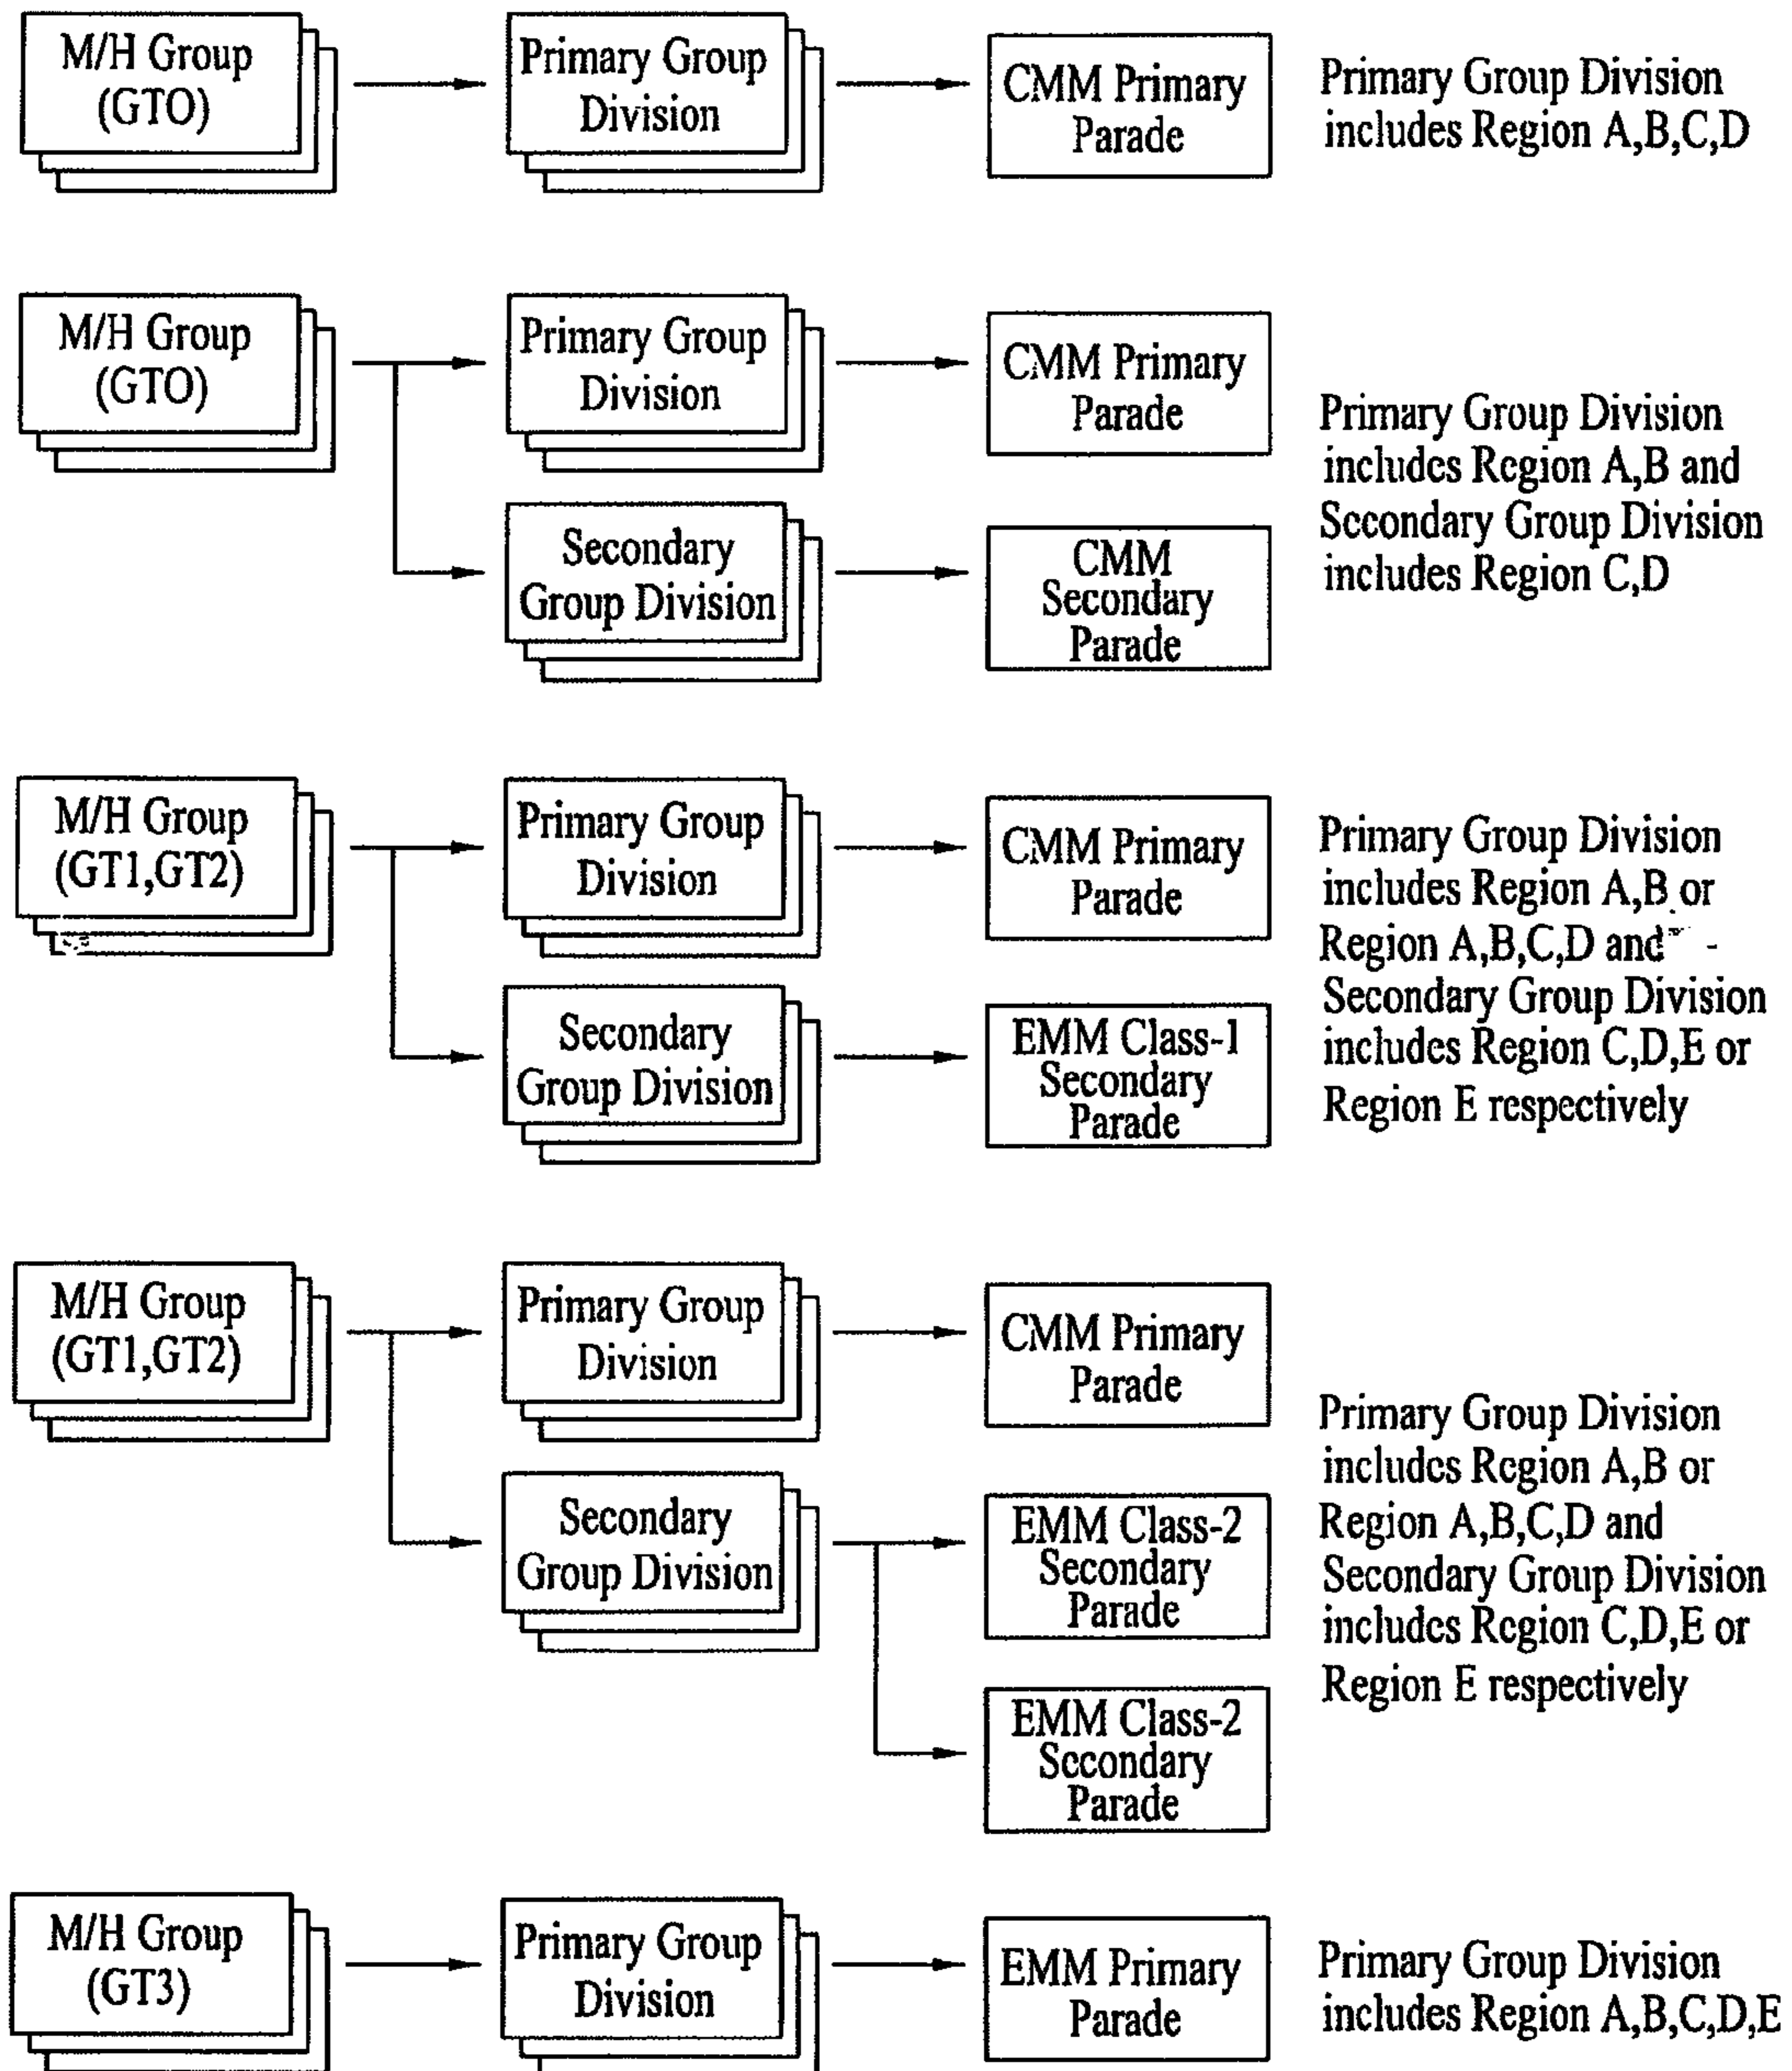 M/H Group
(GTO)
Primary Group
Division
CMM Primary
Parade
Primary Group Division
includes Region A,B,C,D
M/H Group
(GTO)
Primary Group
Division
CMM Primary
Parade
Secondary
Group Division
CMM
Secondary
Parade
Primary Group Division
includes Region A,B and
Secondary Group Division
includes Region C,D
M/H Group
(GT1,GT2)
Primary Group
Division
CMM Primary
Parade
Secondary
Group Division
EMM Class-1
Secondary
Parade
Primary Group Division
includes Region A,B or
Region A,B,C,D and
Secondary Group Division
includes Region C,D,E or
Region E respectively
M/H Group
(GT1,GT2)
Primary Group
Division
CMM Primary
Parade
Secondary
Group Division
EMM Class-2
Secondary
Parade
EMM Class-2
Secondary
Parade
Primary Group Division
includes Region A,B or
Region A,B,C,D and
Secondary Group Division
includes Region C,D,E or
Region E respectively
M/H Group
(GT3)
Primary Group
Division
EMM Primary
Parade
Primary Group Division
includes Region A,B,C,D,E